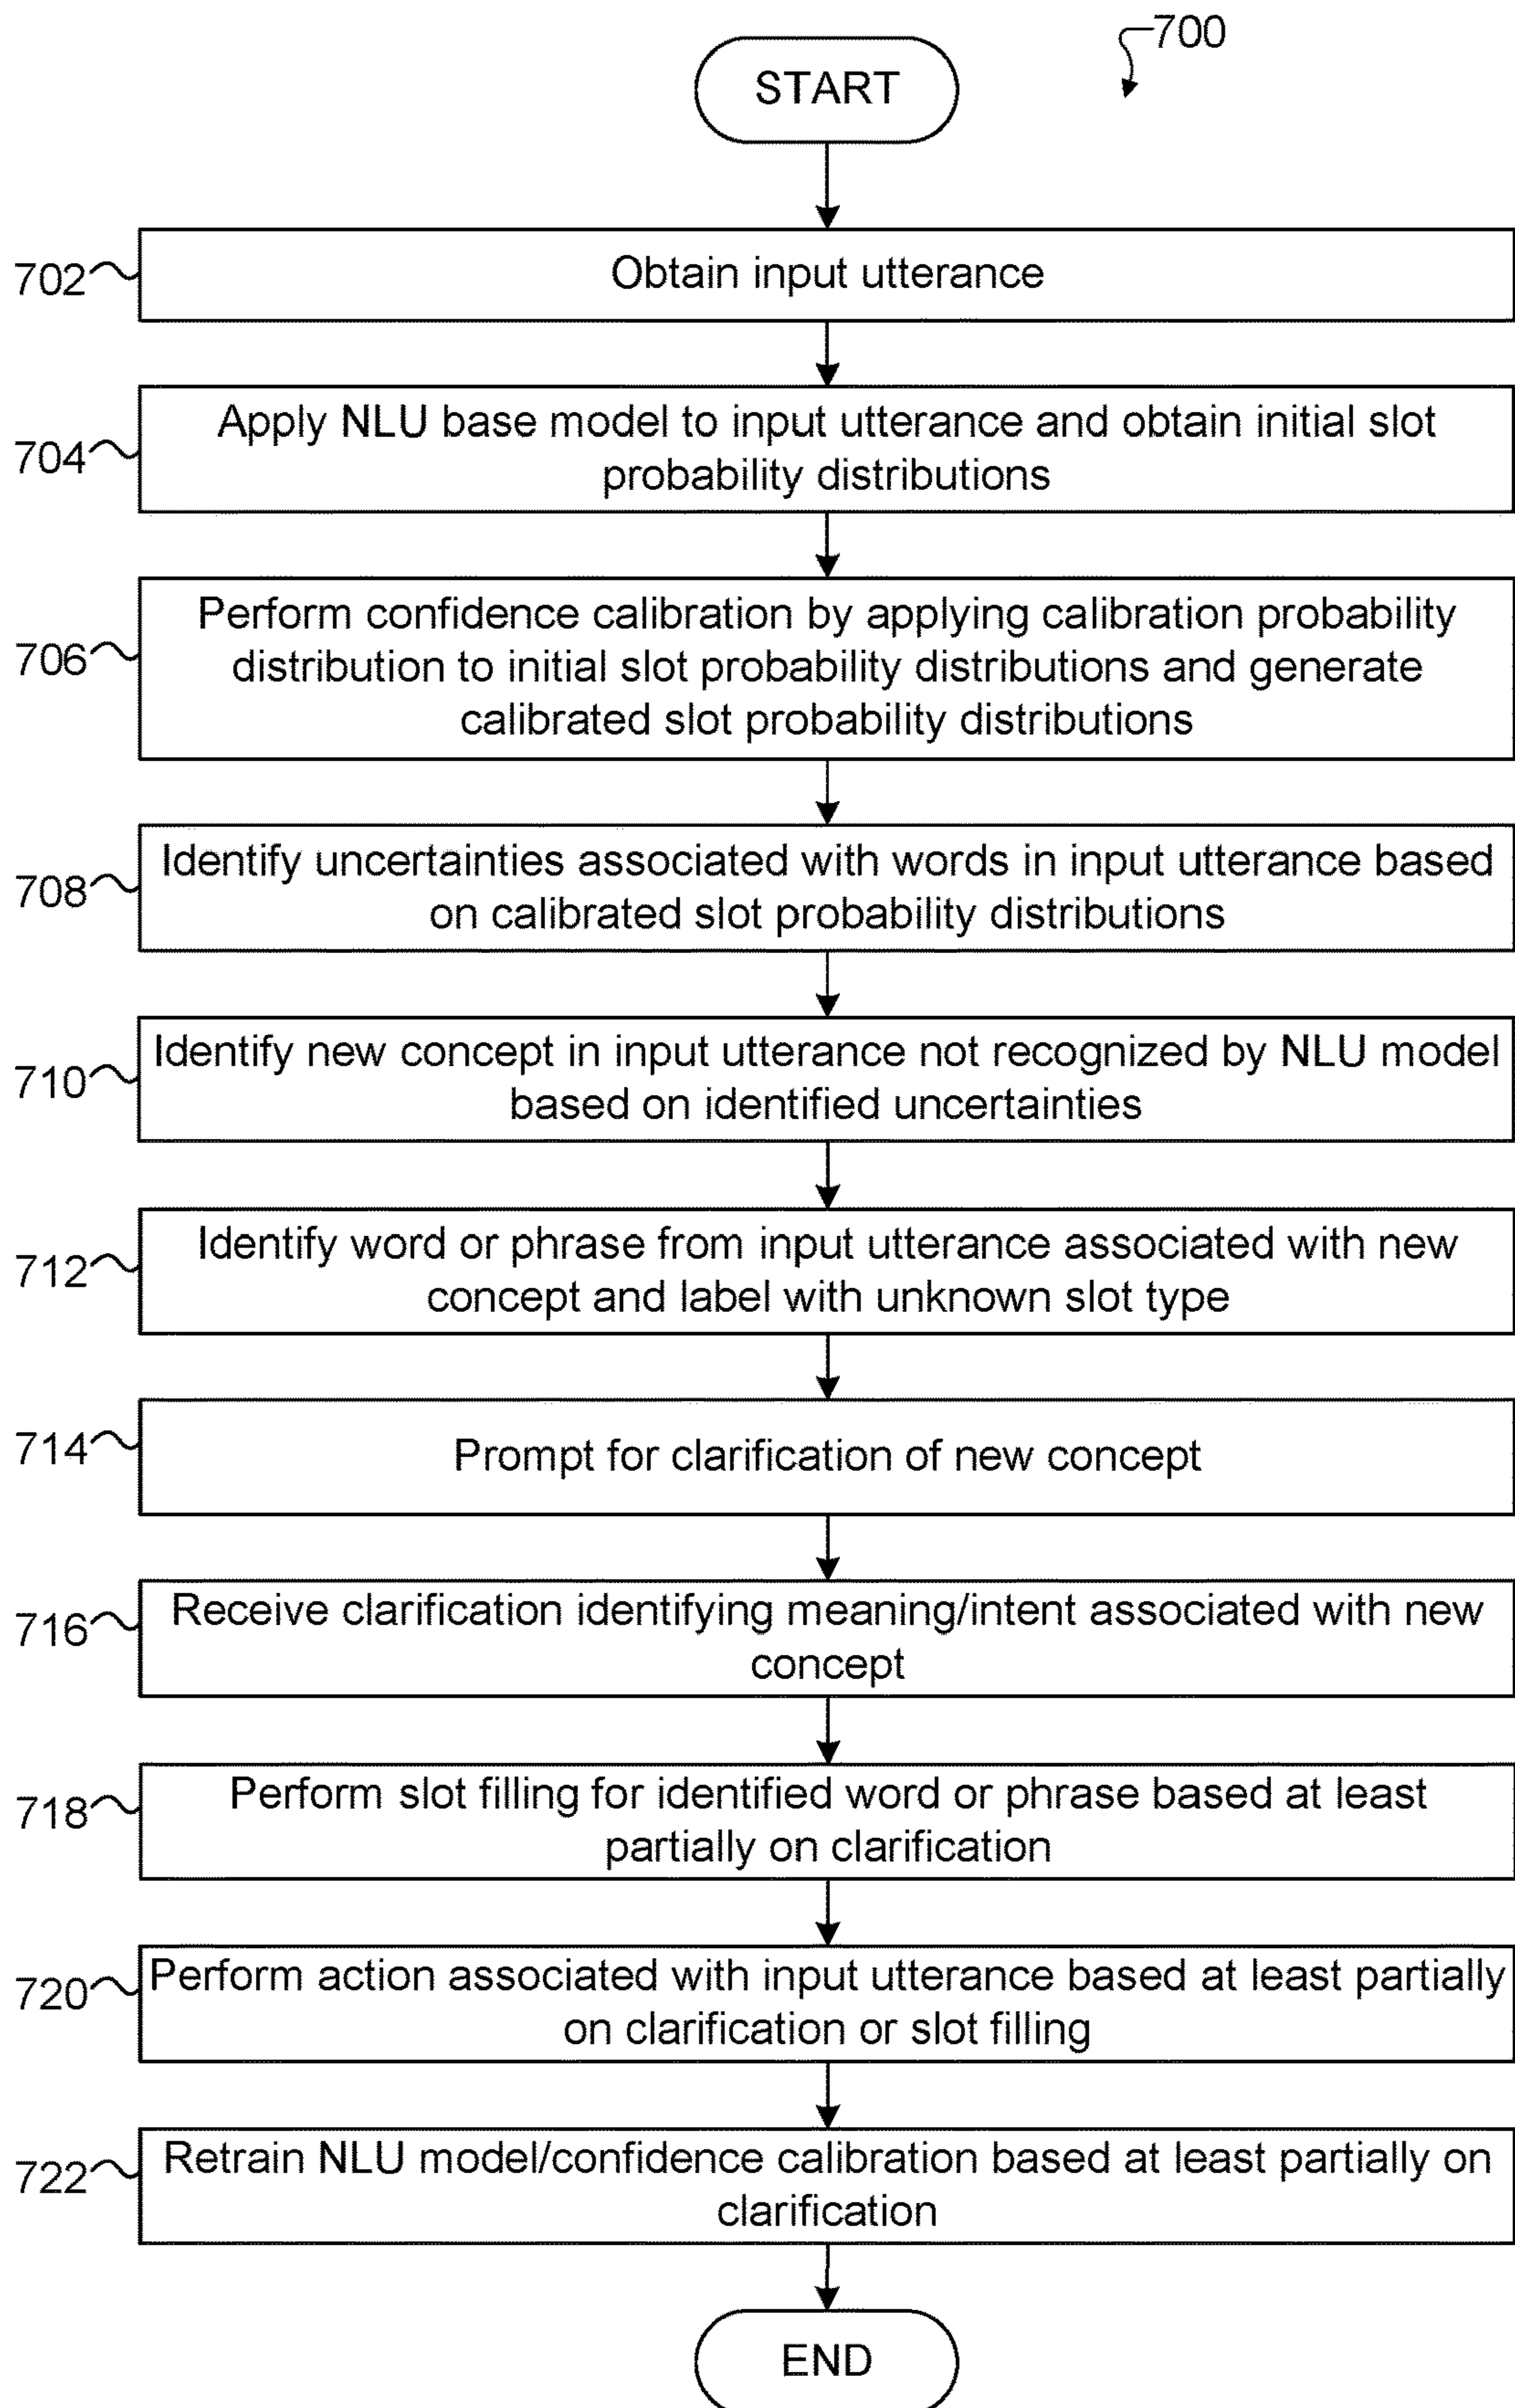 700
START
702
Obtain input utterance
704
Apply NLU base model to input utterance and obtain initial slot
probability distributions
706
Perform confidence calibration by applying calibration probability
distribution to initial slot probability distributions and generate
calibrated slot probability distributions
708
Identify uncertainties associated with words in input utterance based
on calibrated slot probability distributions
710
Identify new concept in input utterance not recognized by NLU model
based on identified uncertainties
712
Identify word or phrase from input utterance associated with new
concept and label with unknown slot type
714
Prompt for clarification of new concept
716
Receive clarification identifying meaning/intent associated with new
concept
718
Perform slot filling for identified word or phrase based at least
partially on clarification
720
Perform action associated with input utterance based at least partially
on clarification or slot filling
722
Retrain NLU model/confidence calibration based at least partially on
clarification
END